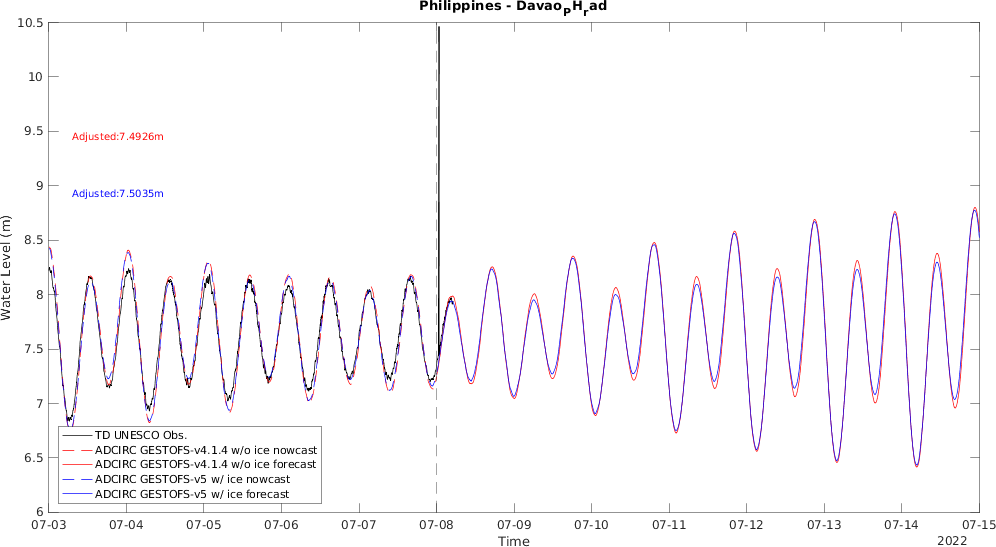 Philippines - Davao_pH_rad
10.5
10
9.5
9
8.5
8
7.5
7
6.5
6
Water Level (m)
Adjusted:7.4926m
Adjusted:7.5035m
TD UNESCO Obs.
ADCIRC GESTOFS-v4.1.4 w/o ice nowcast
ADCIRC GESTOFS-v4.1.4 w/o ice forecast
ADCIRC GESTOFS-v5 w/ ice nowcast
ADCIRC GESTOFS-v5 w/ ice forecast
07-03 07-04 07-05 07-06 07-07 07-08 07-09 07-10 07-11 07-12 07-13 07-14 07-15
Time
2022